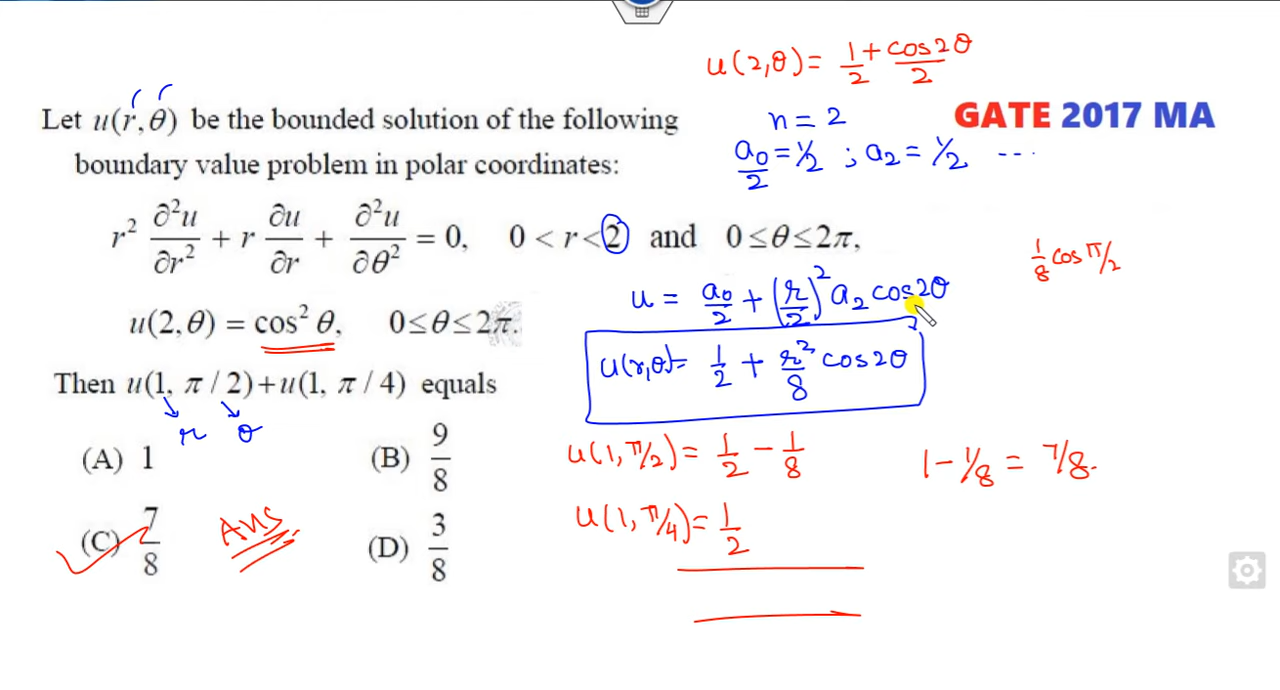 u(2,θ) = 1/2 + cos2θ/2
Let u(r,θ) be the bounded solution of the following
n = 2
GATE 2017 MA
boundary value problem in polar coordinates:
a₀/2 = 1/2 ; a₂ = 1/2 ...
r² ∂²u/∂r² + r ∂u/∂r + ∂²u/∂θ² = 0, 0 < r < 2 and 0 ≤ θ ≤ 2π,
1/8 cos π/2
u = a₀/2 + (r/2)² a₂ cos2θ
u(2,θ) = cos² θ, 0 ≤ θ ≤ 2π.
u(r,θ) = 1/2 + r²/8 cos2θ
Then u(1, π / 2)+u(1, π / 4) equals
r θ
(A) 1
(B) 9/8
u(1, π/2) = 1/2 - 1/8
1 - 1/8 = 7/8.
(C) 7/8 Ans
(D) 3/8
u(1, π/4) = 1/2